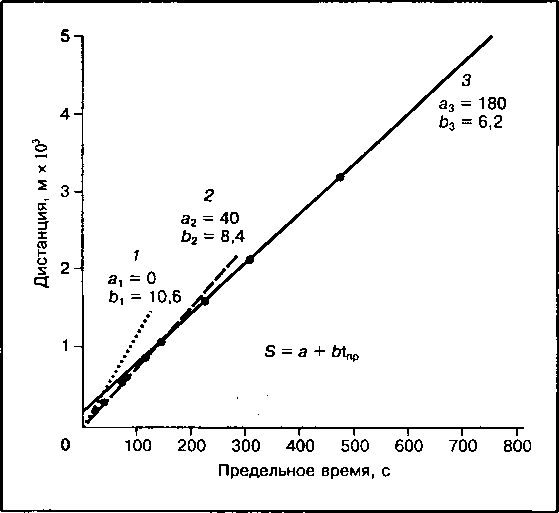 5
4
3
2
1
0
Дистанция, м × 10³
3
a₃ = 180
b₃ = 6,2
2
a₂ = 40
b₂ = 8,4
1
a₁ = 0
b₁ = 10,6
S = a + btпр
100 200 300 400 500 600 700 800
Предельное время, с